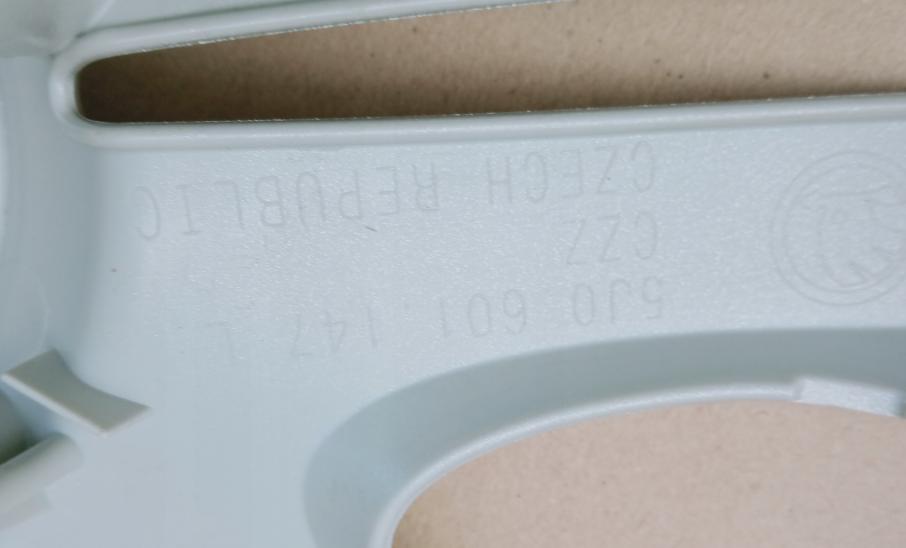 5J0 601 147 L
CZZ
CZECH REPUBLIC